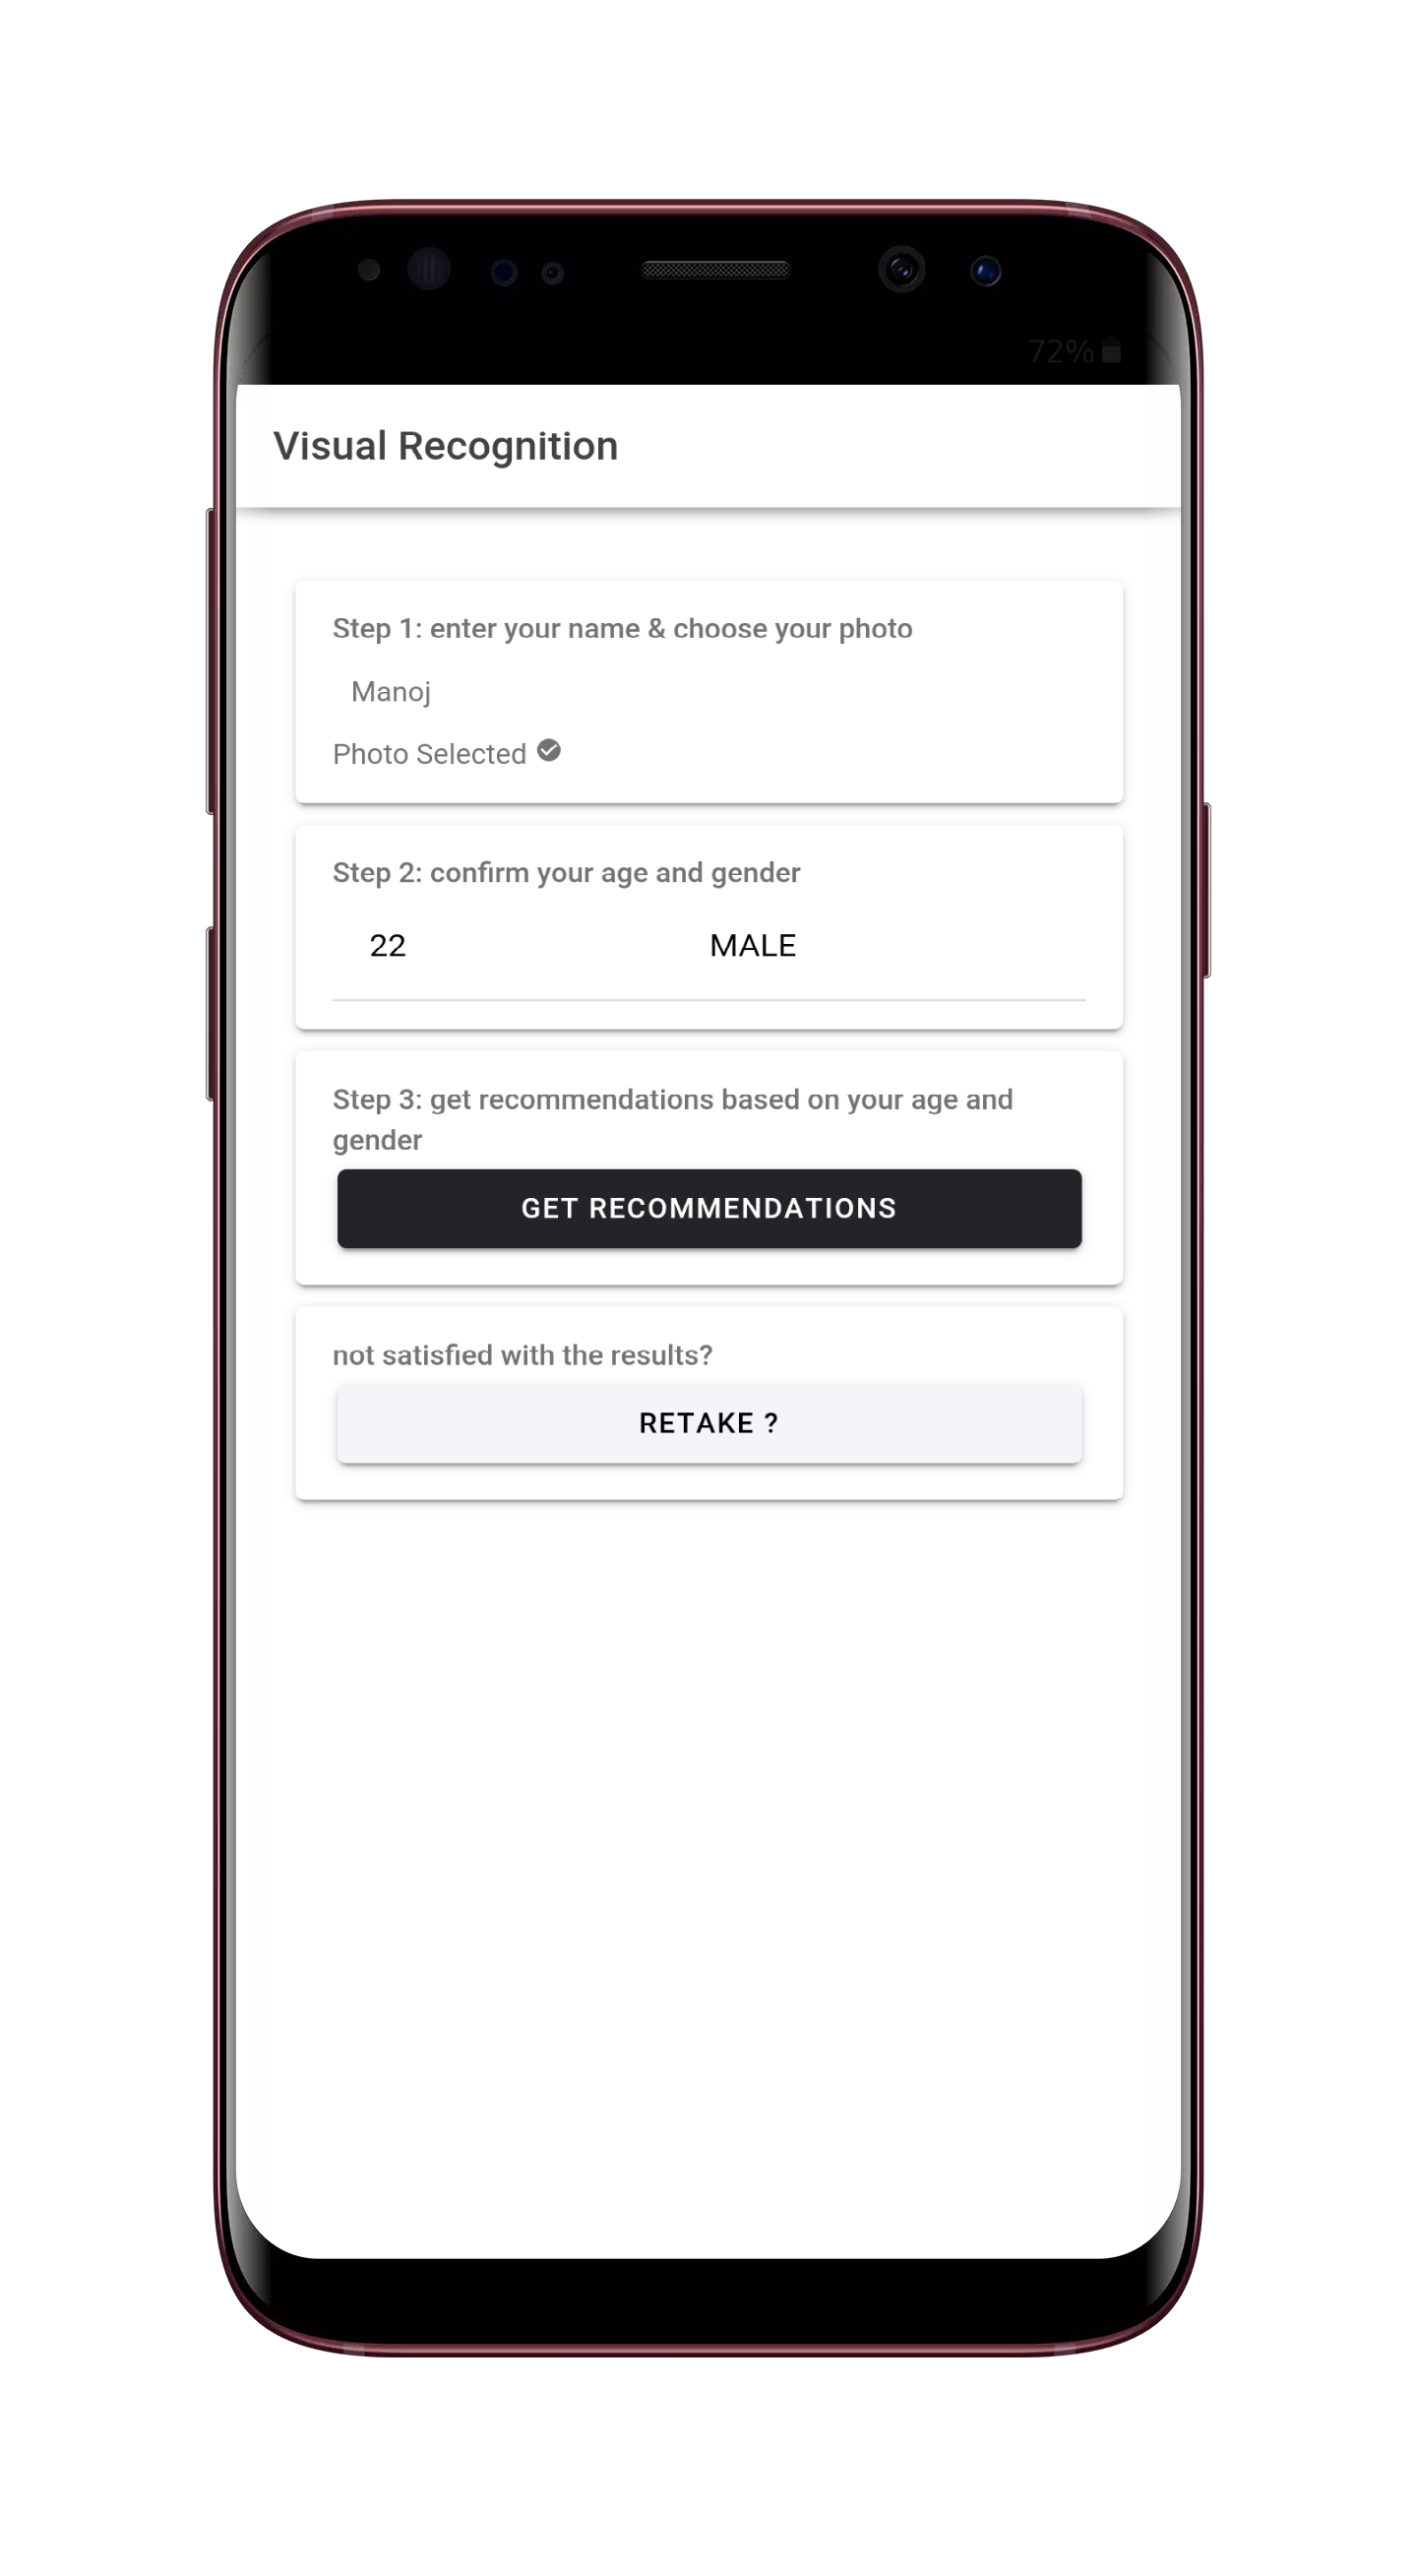 72%
Visual Recognition
Step 1: enter your name & choose your photo
Manoj
Photo Selected
Step 2: confirm your age and gender
22 MALE
Step 3: get recommendations based on your age and
gender
GET RECOMMENDATIONS
not satisfied with the results?
RETAKE ?